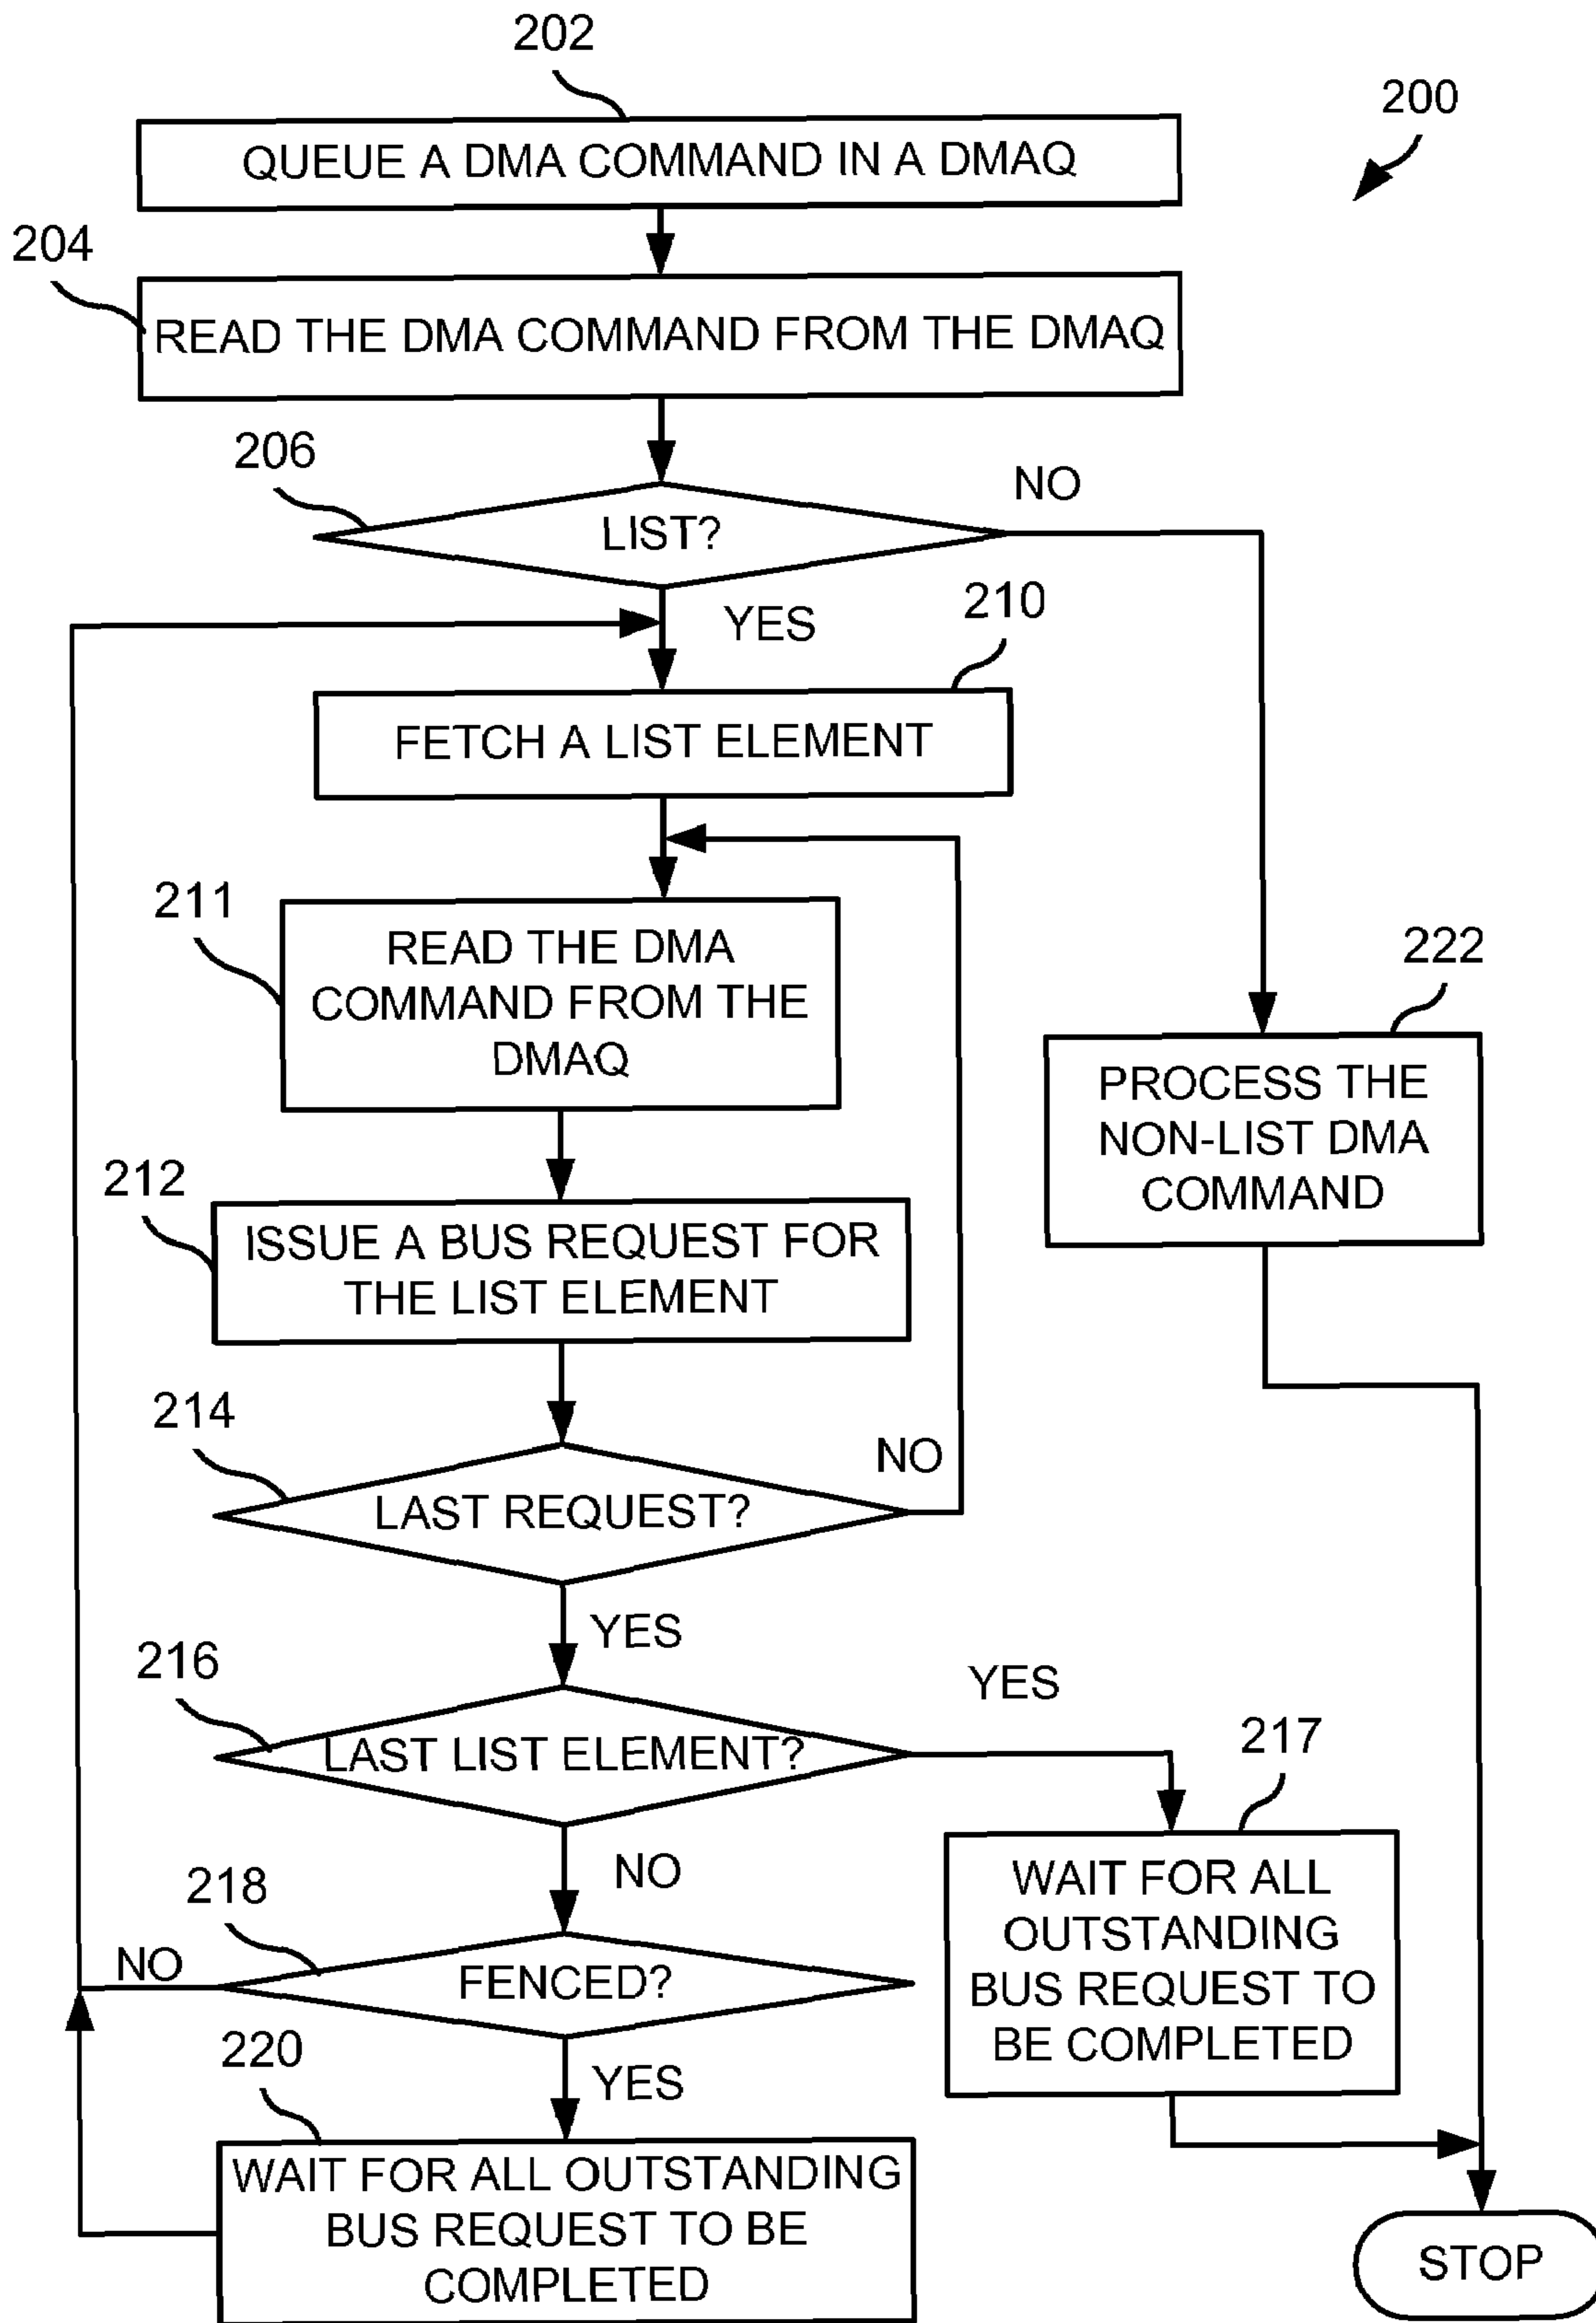 202
200
QUEUE A DMA COMMAND IN A DMAQ
204
READ THE DMA COMMAND FROM THE DMAQ
206
NO
LIST?
YES
210
FETCH A LIST ELEMENT
211
READ THE DMA
COMMAND FROM THE
DMAQ
222
PROCESS THE
NON-LIST DMA
COMMAND
212
ISSUE A BUS REQUEST FOR
THE LIST ELEMENT
214
NO
LAST REQUEST?
YES
216
YES
LAST LIST ELEMENT?
217
NO
WAIT FOR ALL
OUTSTANDING
BUS REQUEST TO
BE COMPLETED
218
NO
FENCED?
220
YES
WAIT FOR ALL OUTSTANDING
BUS REQUEST TO BE
COMPLETED
STOP